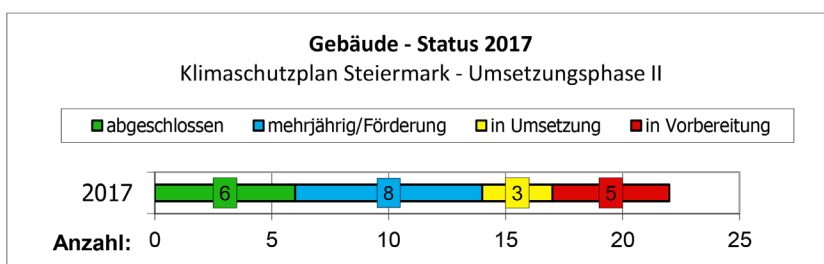 Gebäude - Status 2017
Klimaschutzplan Steiermark - Umsetzungsphase II
abgeschlossen mehrjährig/Förderung in Umsetzung in Vorbereitung
2017 6 8 3 5
Anzahl: 0 5 10 15 20 25